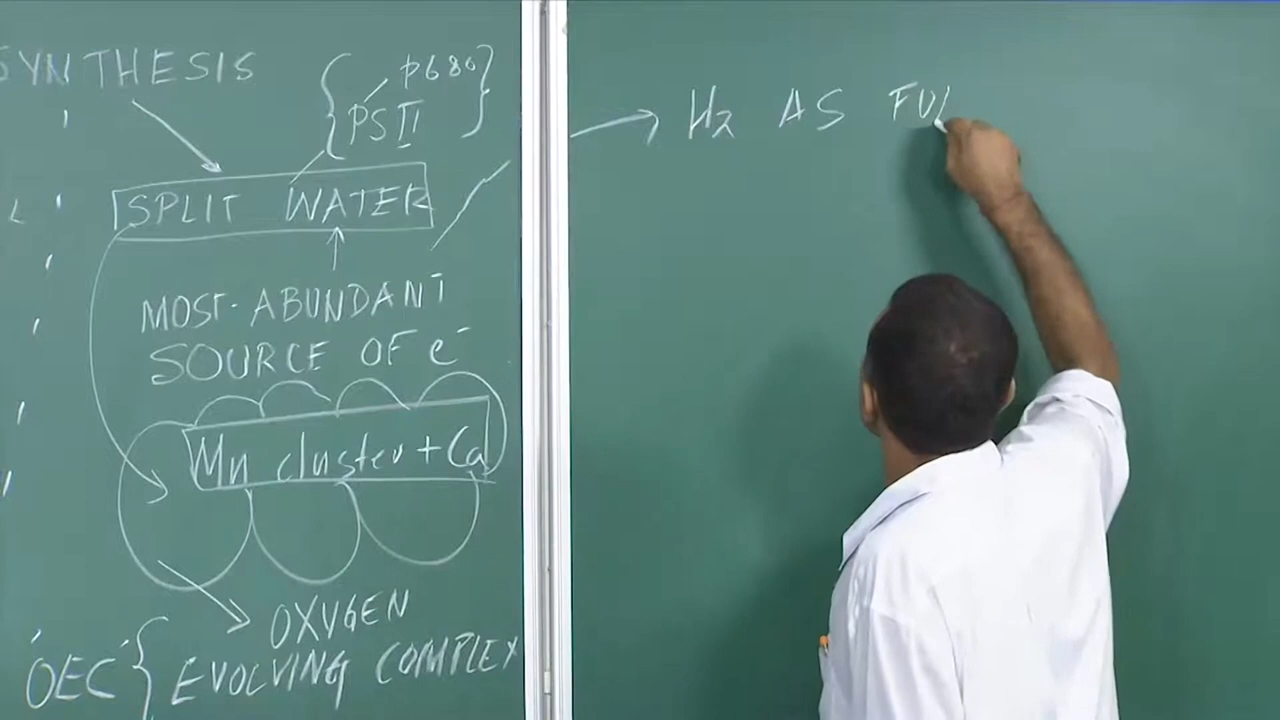 SYNTHESIS
p680
PSII
SPLIT WATER
MOST-ABUNDANT
SOURCE OF e⁻
Mn cluster + Ca
OXYGEN
'OEC' { EVOLVING COMPLEX
→ H2 AS FU